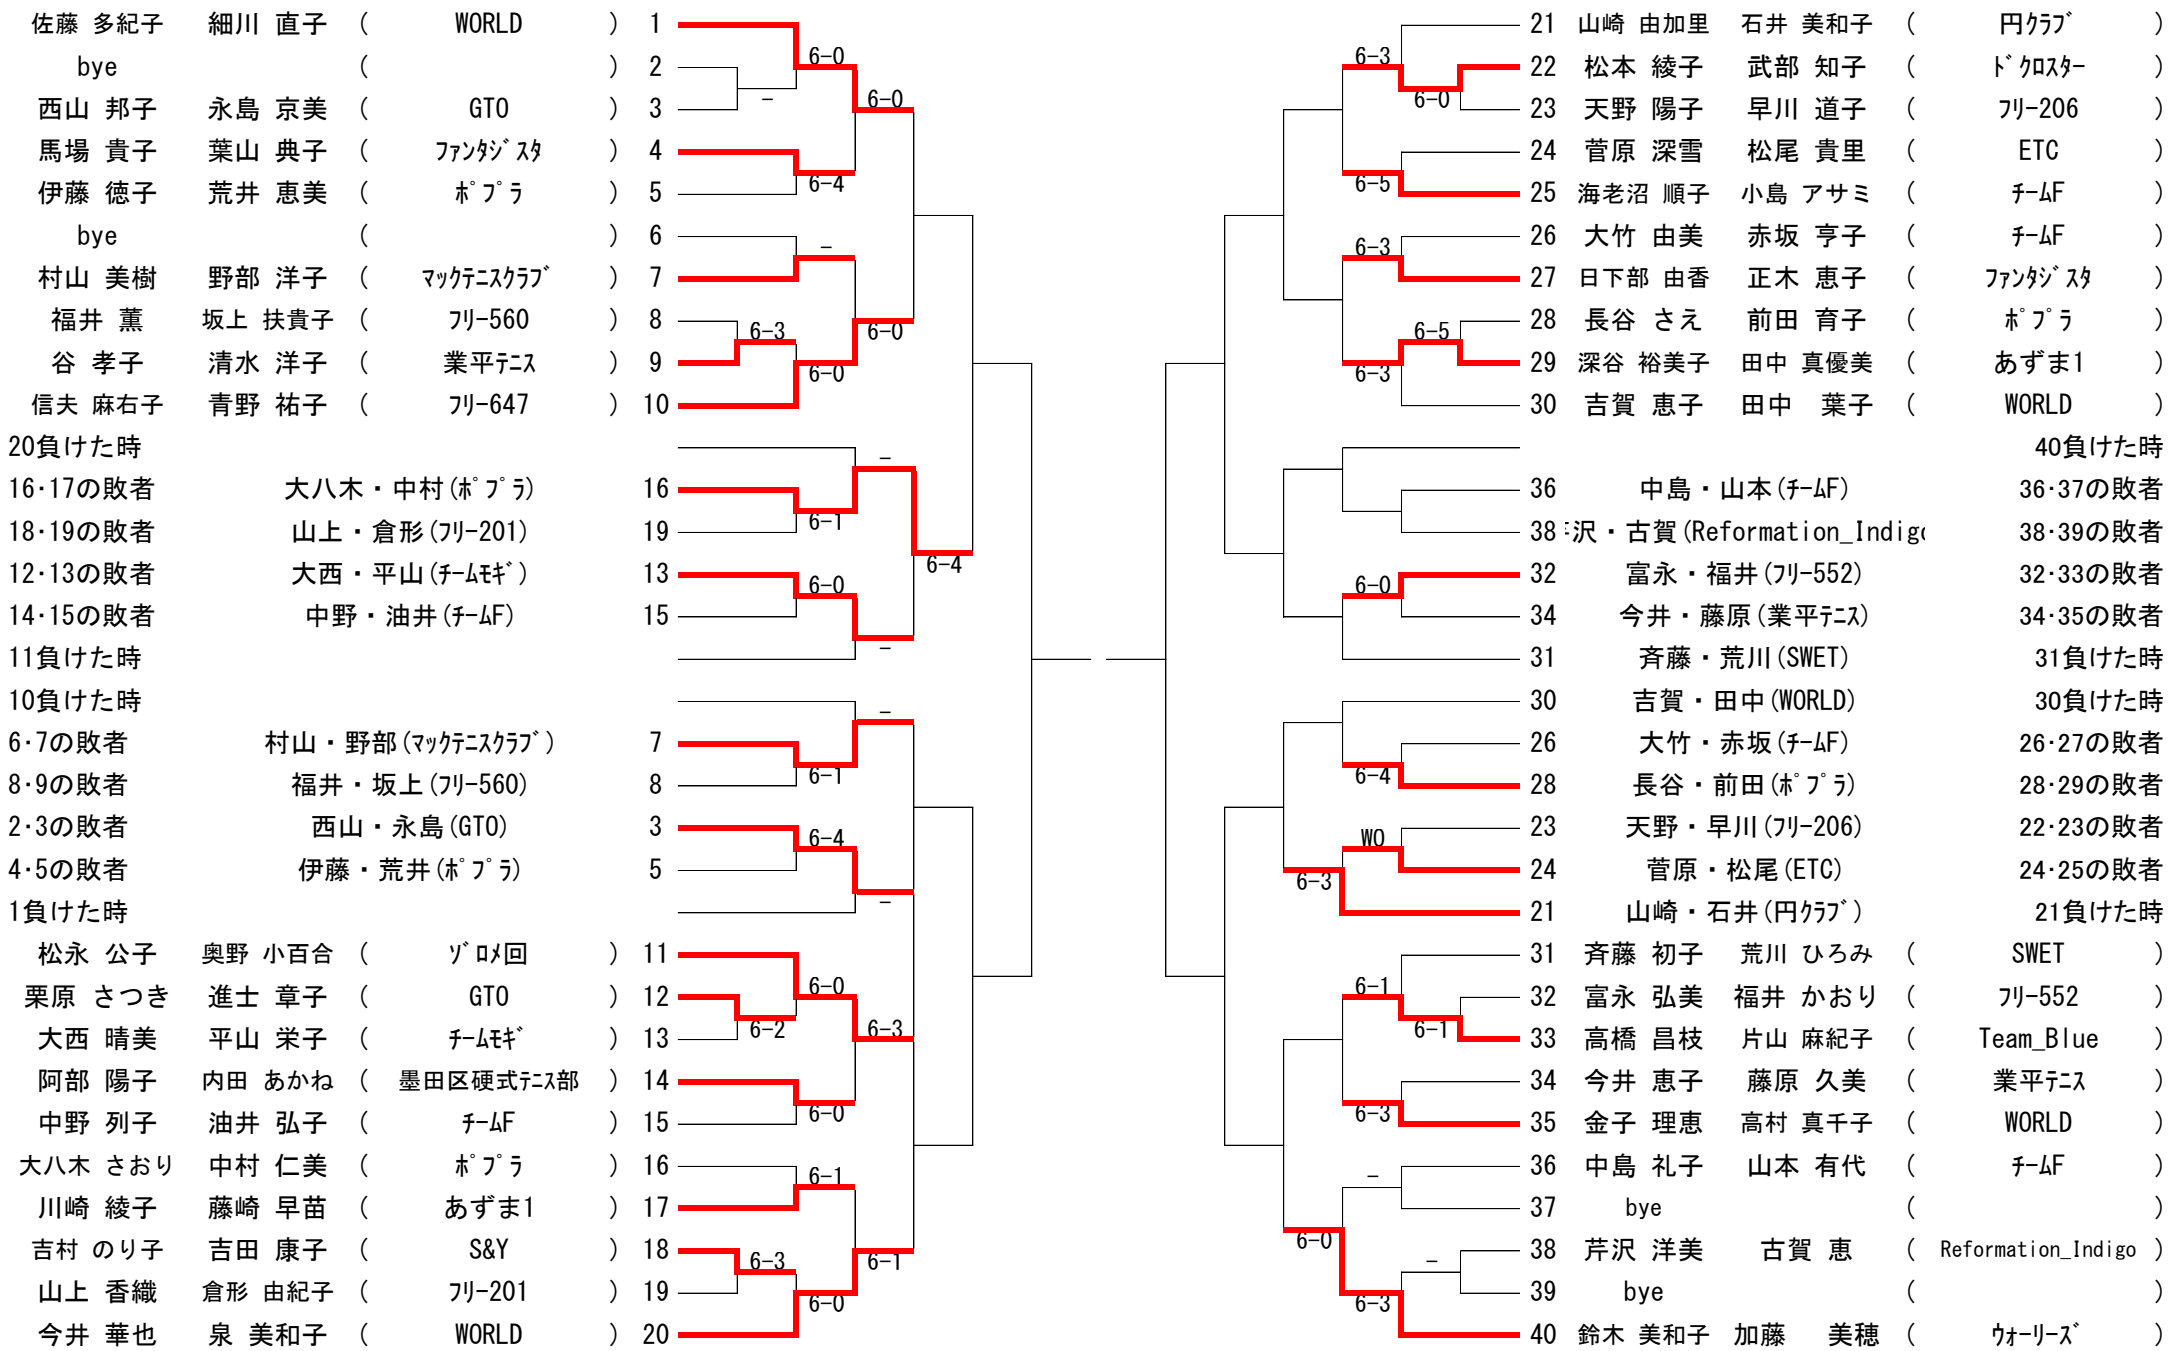 佐藤 多紀子 細川 直子 ( WORLD ) 1
bye ( ) 2
西山 邦子 永島 京美 ( GTO ) 3
馬場 貴子 葉山 典子 ( ﾌｧﾝﾀｼﾞｽﾀ ) 4
伊藤 徳子 荒井 恵美 ( ﾎﾟﾌﾟﾗ ) 5
bye ( ) 6
村山 美樹 野部 洋子 ( ﾏｯｸﾃﾆｽｸﾗﾌﾞ ) 7
福井 薫 坂上 扶貴子 ( ﾌﾘｰ560 ) 8
谷 孝子 清水 洋子 ( 業平ﾃﾆｽ ) 9
信夫 麻右子 青野 祐子 ( ﾌﾘｰ647 ) 10
6-0
-
6-0
6-4
-
6-3
6-0
6-0
20負けた時
16･17の敗者 大八木・中村(ﾎﾟﾌﾟﾗ) 16
18･19の敗者 山上・倉形(ﾌﾘｰ201) 19
12･13の敗者 大西・平山(ﾁｰﾑﾓｷﾞ) 13
14･15の敗者 中野・油井(ﾁｰﾑF) 15
11負けた時
-
6-1
6-4
6-0
-
10負けた時
6･7の敗者 村山・野部(ﾏｯｸﾃﾆｽｸﾗﾌﾞ) 7
8･9の敗者 福井・坂上(ﾌﾘｰ560) 8
2･3の敗者 西山・永島(GTO) 3
4･5の敗者 伊藤・荒井(ﾎﾟﾌﾟﾗ) 5
1負けた時
-
6-1
6-4
-
松永 公子 奥野 小百合 ( ｿﾞﾛﾒ回 ) 11
栗原 さつき 進士 章子 ( GTO ) 12
大西 晴美 平山 栄子 ( ﾁｰﾑﾓｷﾞ ) 13
阿部 陽子 内田 あかね ( 墨田区硬式ﾃﾆｽ部 ) 14
中野 列子 油井 弘子 ( ﾁｰﾑF ) 15
大八木 さおり 中村 仁美 ( ﾎﾟﾌﾟﾗ ) 16
川崎 綾子 藤崎 早苗 ( あずま1 ) 17
吉村 のり子 吉田 康子 ( S&Y ) 18
山上 香織 倉形 由紀子 ( ﾌﾘｰ201 ) 19
今井 華也 泉 美和子 ( WORLD ) 20
6-0
6-2
6-3
6-0
6-1
6-3
6-1
6-0
21 山崎 由加里 石井 美和子 ( 円ｸﾗﾌﾞ )
22 松本 綾子 武部 知子 ( ﾄﾞｸﾛｽﾀｰ )
23 天野 陽子 早川 道子 ( ﾌﾘｰ206 )
24 菅原 深雪 松尾 貴里 ( ETC )
25 海老沼 順子 小島 アサミ ( ﾁｰﾑF )
26 大竹 由美 赤坂 亨子 ( ﾁｰﾑF )
27 日下部 由香 正木 恵子 ( ﾌｧﾝﾀｼﾞｽﾀ )
28 長谷 さえ 前田 育子 ( ﾎﾟﾌﾟﾗ )
29 深谷 裕美子 田中 真優美 ( あずま1 )
30 吉賀 恵子 田中 葉子 ( WORLD )
6-3
6-0
6-5
6-3
6-5
6-3
40負けた時
36 中島・山本(ﾁｰﾑF) 36･37の敗者
38 沢・古賀(Reformation_Indig 38･39の敗者
32 富永・福井(ﾌﾘｰ552) 32･33の敗者
34 今井・藤原(業平ﾃﾆｽ) 34･35の敗者
31 斉藤・荒川(SWET) 31負けた時
6-0
30 吉賀・田中(WORLD) 30負けた時
26 大竹・赤坂(ﾁｰﾑF) 26･27の敗者
28 長谷・前田(ﾎﾟﾌﾟﾗ) 28･29の敗者
23 天野・早川(ﾌﾘｰ206) 22･23の敗者
24 菅原・松尾(ETC) 24･25の敗者
21 山崎・石井(円ｸﾗﾌﾞ) 21負けた時
6-4
WO
6-3
31 斉藤 初子 荒川 ひろみ ( SWET )
32 富永 弘美 福井 かおり ( ﾌﾘｰ552 )
33 高橋 昌枝 片山 麻紀子 ( Team_Blue )
34 今井 恵子 藤原 久美 ( 業平ﾃﾆｽ )
35 金子 理恵 高村 真千子 ( WORLD )
36 中島 礼子 山本 有代 ( ﾁｰﾑF )
37 bye ( )
38 芹沢 洋美 古賀 恵 ( Reformation_Indigo )
39 bye ( )
40 鈴木 美和子 加藤 美穂 ( ｳｫｰﾘｰｽﾞ )
6-1
6-1
6-3
-
6-0
-
6-3